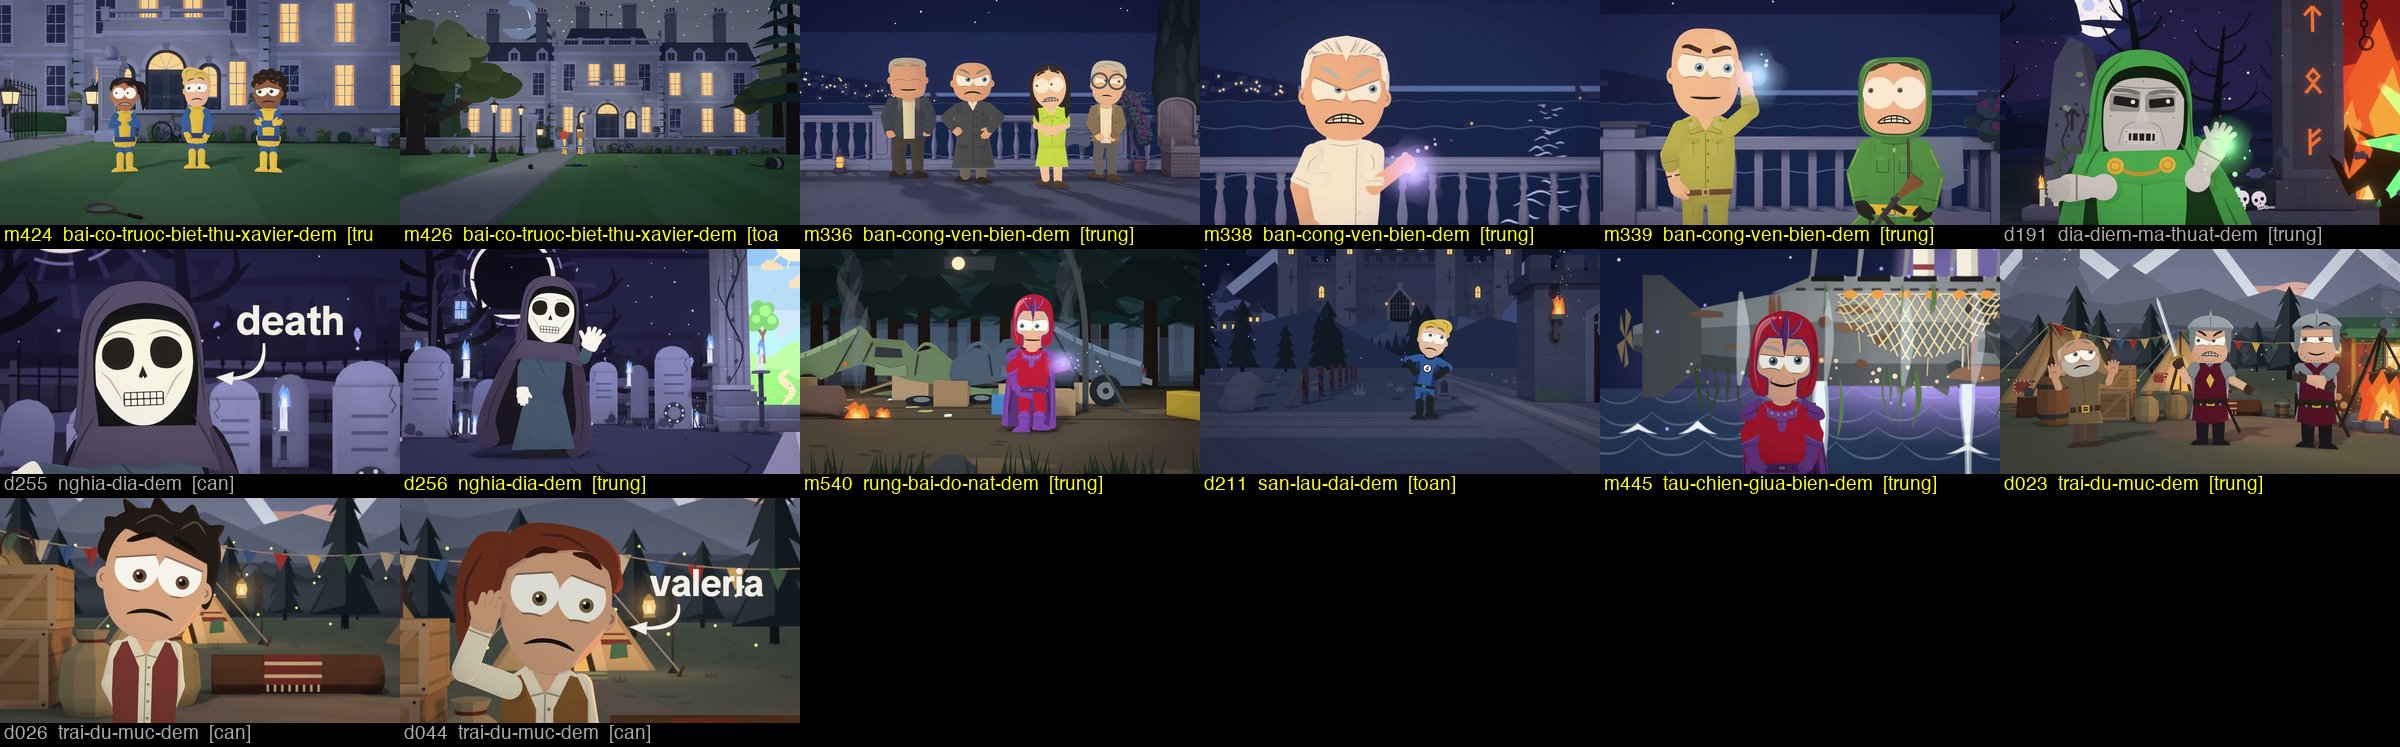 m424 bai-co-truoc-biet-thu-xavier-dem [tru
m426 bai-co-truoc-biet-thu-xavier-dem [toa
m336 ban-cong-ven-bien-dem [trung]
m338 ban-cong-ven-bien-dem [trung]
m339 ban-cong-ven-bien-dem [trung]
d191 dia-diem-ma-thuat-dem [trung]
death
d255 nghia-dia-dem [can]
d256 nghia-dia-dem [trung]
m540 rung-bai-do-nat-dem [trung]
d211 san-lau-dai-dem [toan]
m445 tau-chien-giua-bien-dem [trung]
d023 trai-du-muc-dem [trung]
valeria
d026 trai-du-muc-dem [can]
d044 trai-du-muc-dem [can]